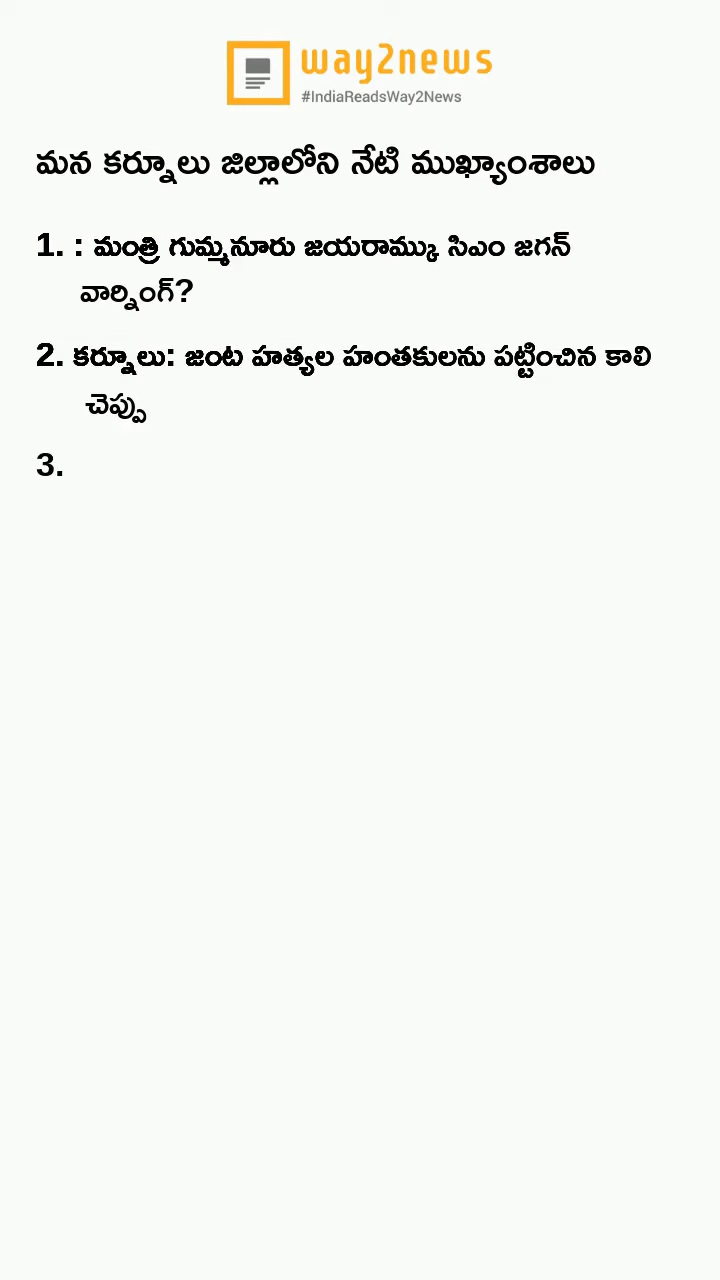 way2news
#IndiaReadsWay2News
మన కర్నూలు జిల్లాలోని నేటి ముఖ్యాంశాలు
1. : మంత్రి గుమ్మనూరు జయరామ్కు సిఎం జగన్
వార్నింగ్?
2. కర్నూలు: జంట హత్యల హంతకులను పట్టించిన కాలి
చెప్పు
3.